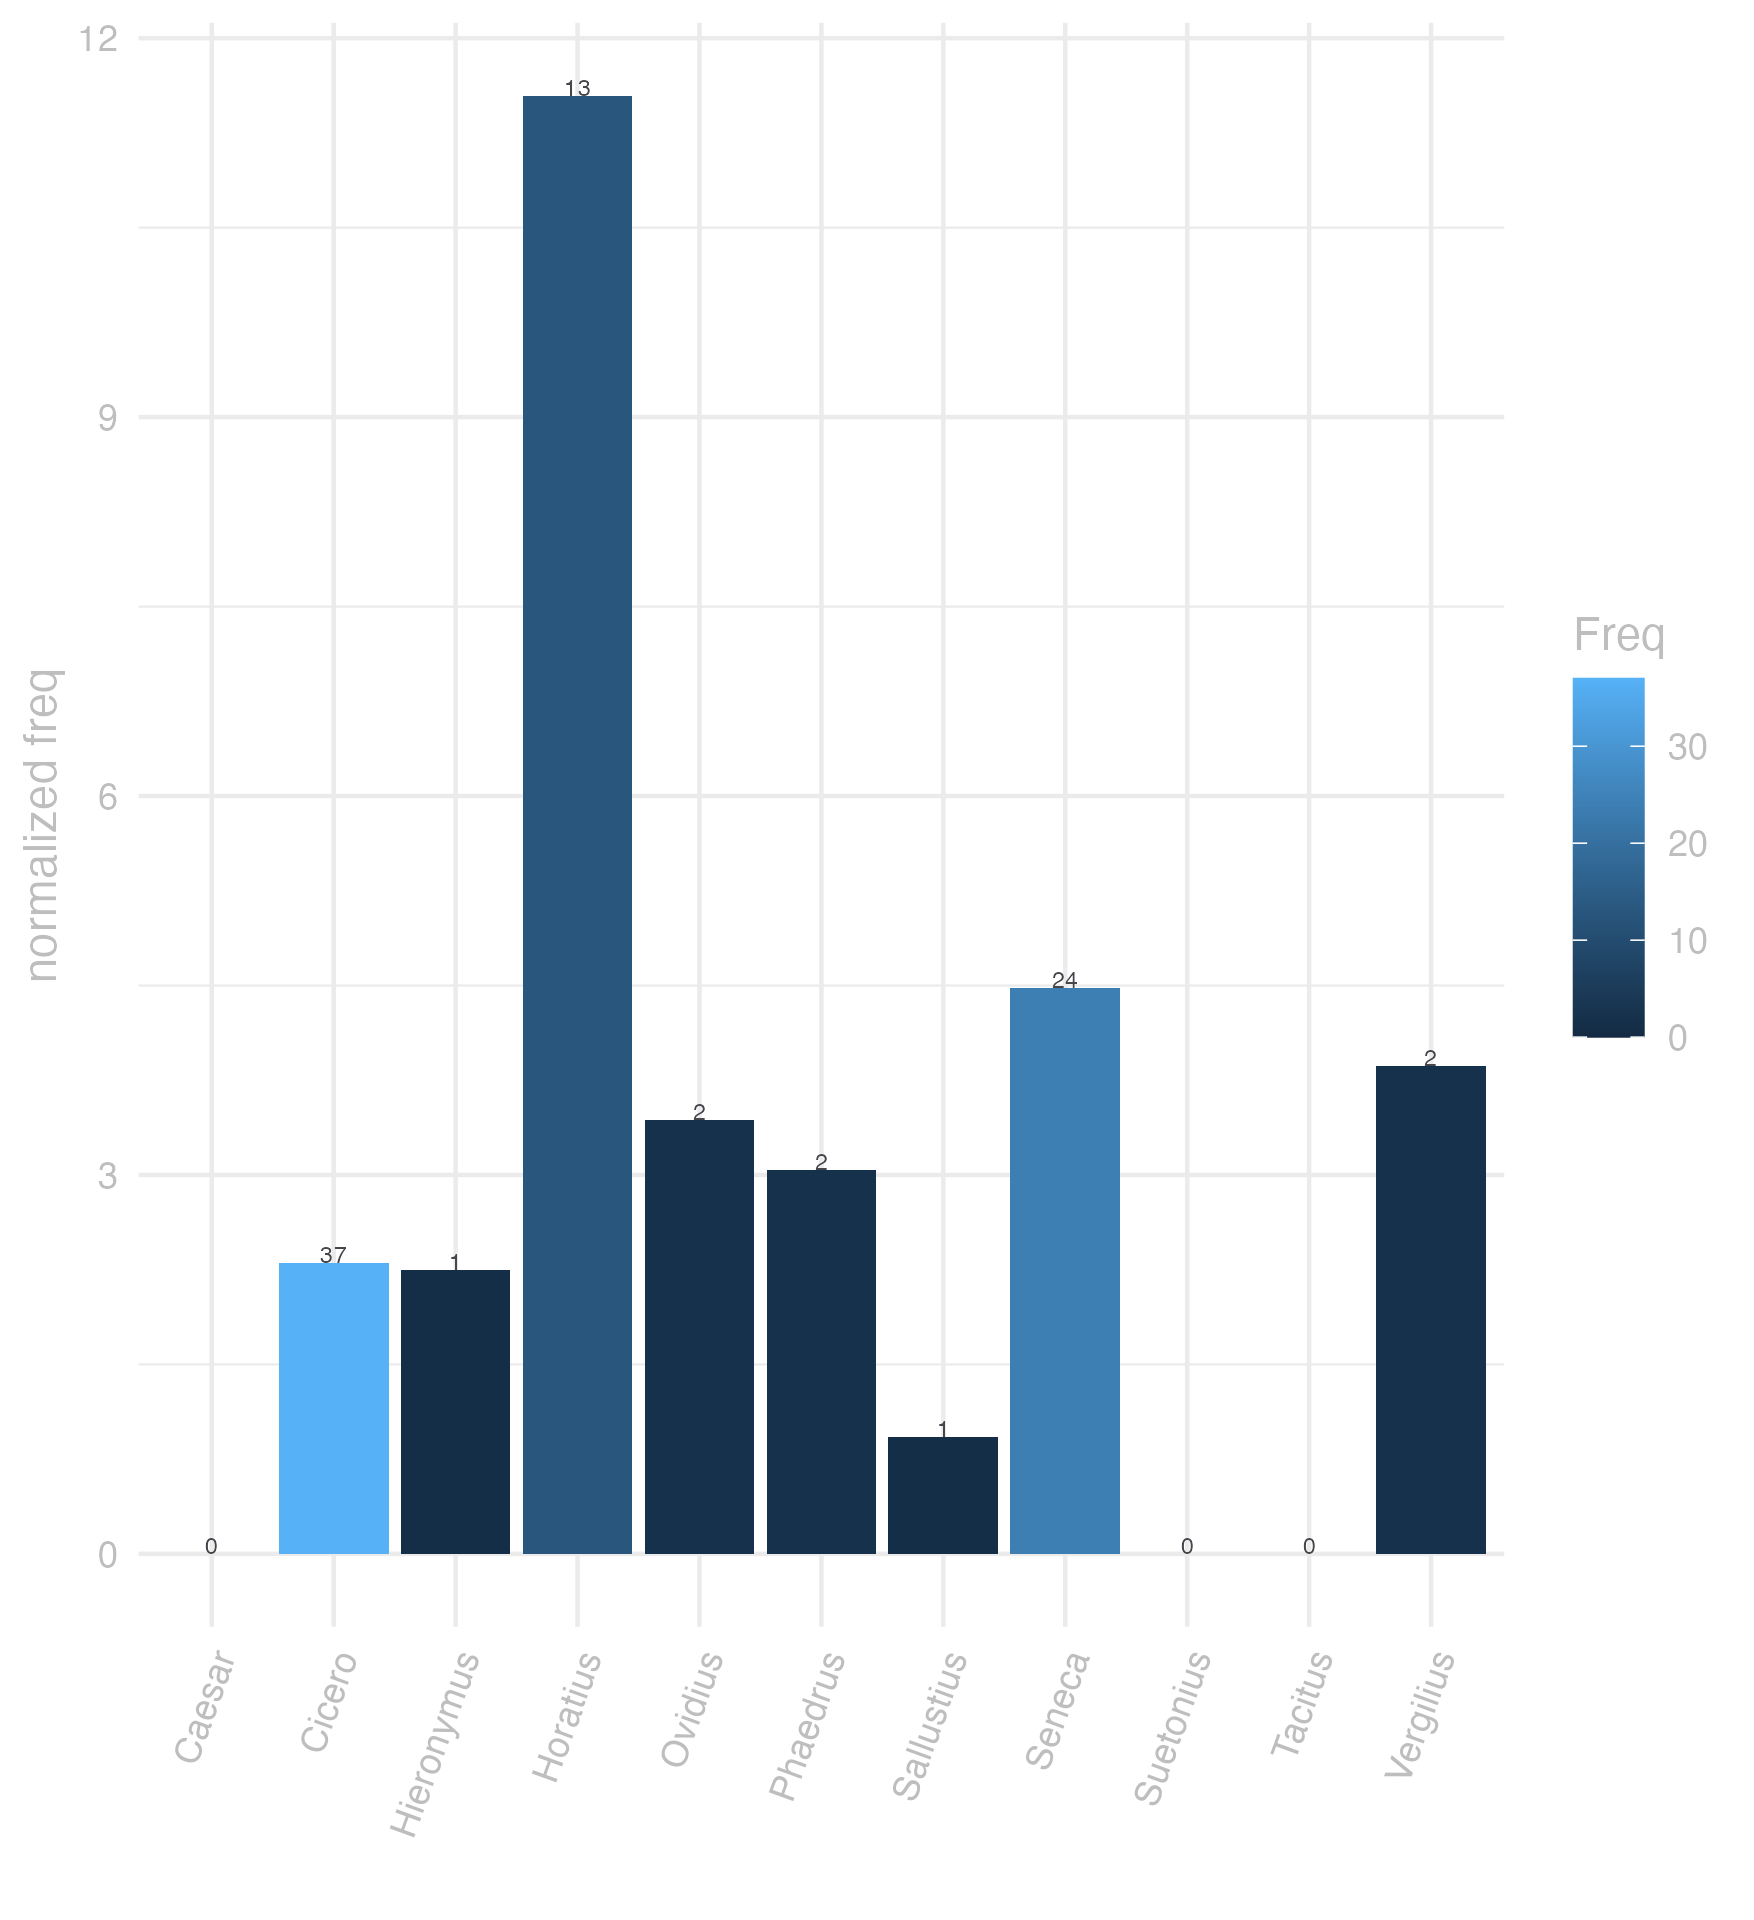 12
9
6
3
0
normalized freq
0
37
1
13
2
2
1
24
0
0
2
Caesar
Cicero
Hieronymus
Horatius
Ovidius
Phaedrus
Sallustius
Seneca
Suetonius
Tacitus
Vergilius
Freq
30
20
10
0